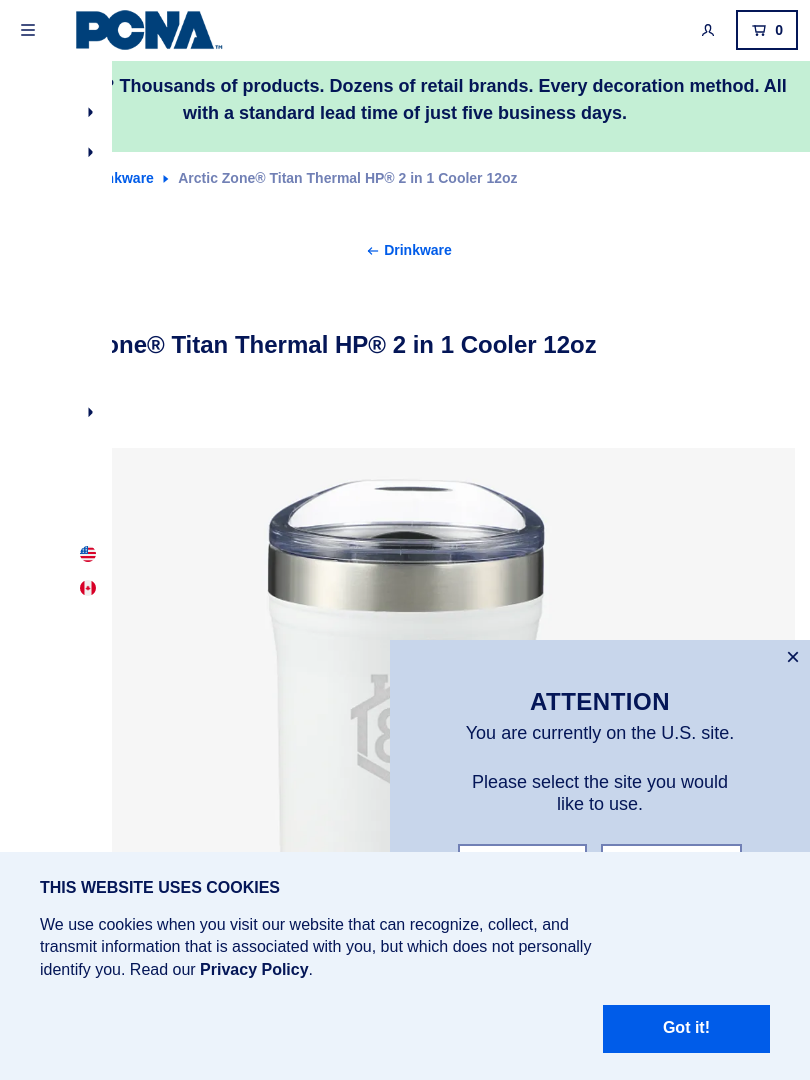 PCNA
0
Thousands of products. Dozens of retail brands. Every decoration method. All
with a standard lead time of just five business days.
Arctic Zone® Titan Thermal HP® 2 in 1 Cooler 12oz
Drinkware
Titan Thermal HP® 2 in 1 Cooler 12oz
ATTENTION
You are currently on the U.S. site.
Please select the site you would
like to use.
THIS WEBSITE USES COOKIES
We use cookies when you visit our website that can recognize, collect, and
transmit information that is associated with you, but which does not personally
identify you. Read our Privacy Policy.
Got it!